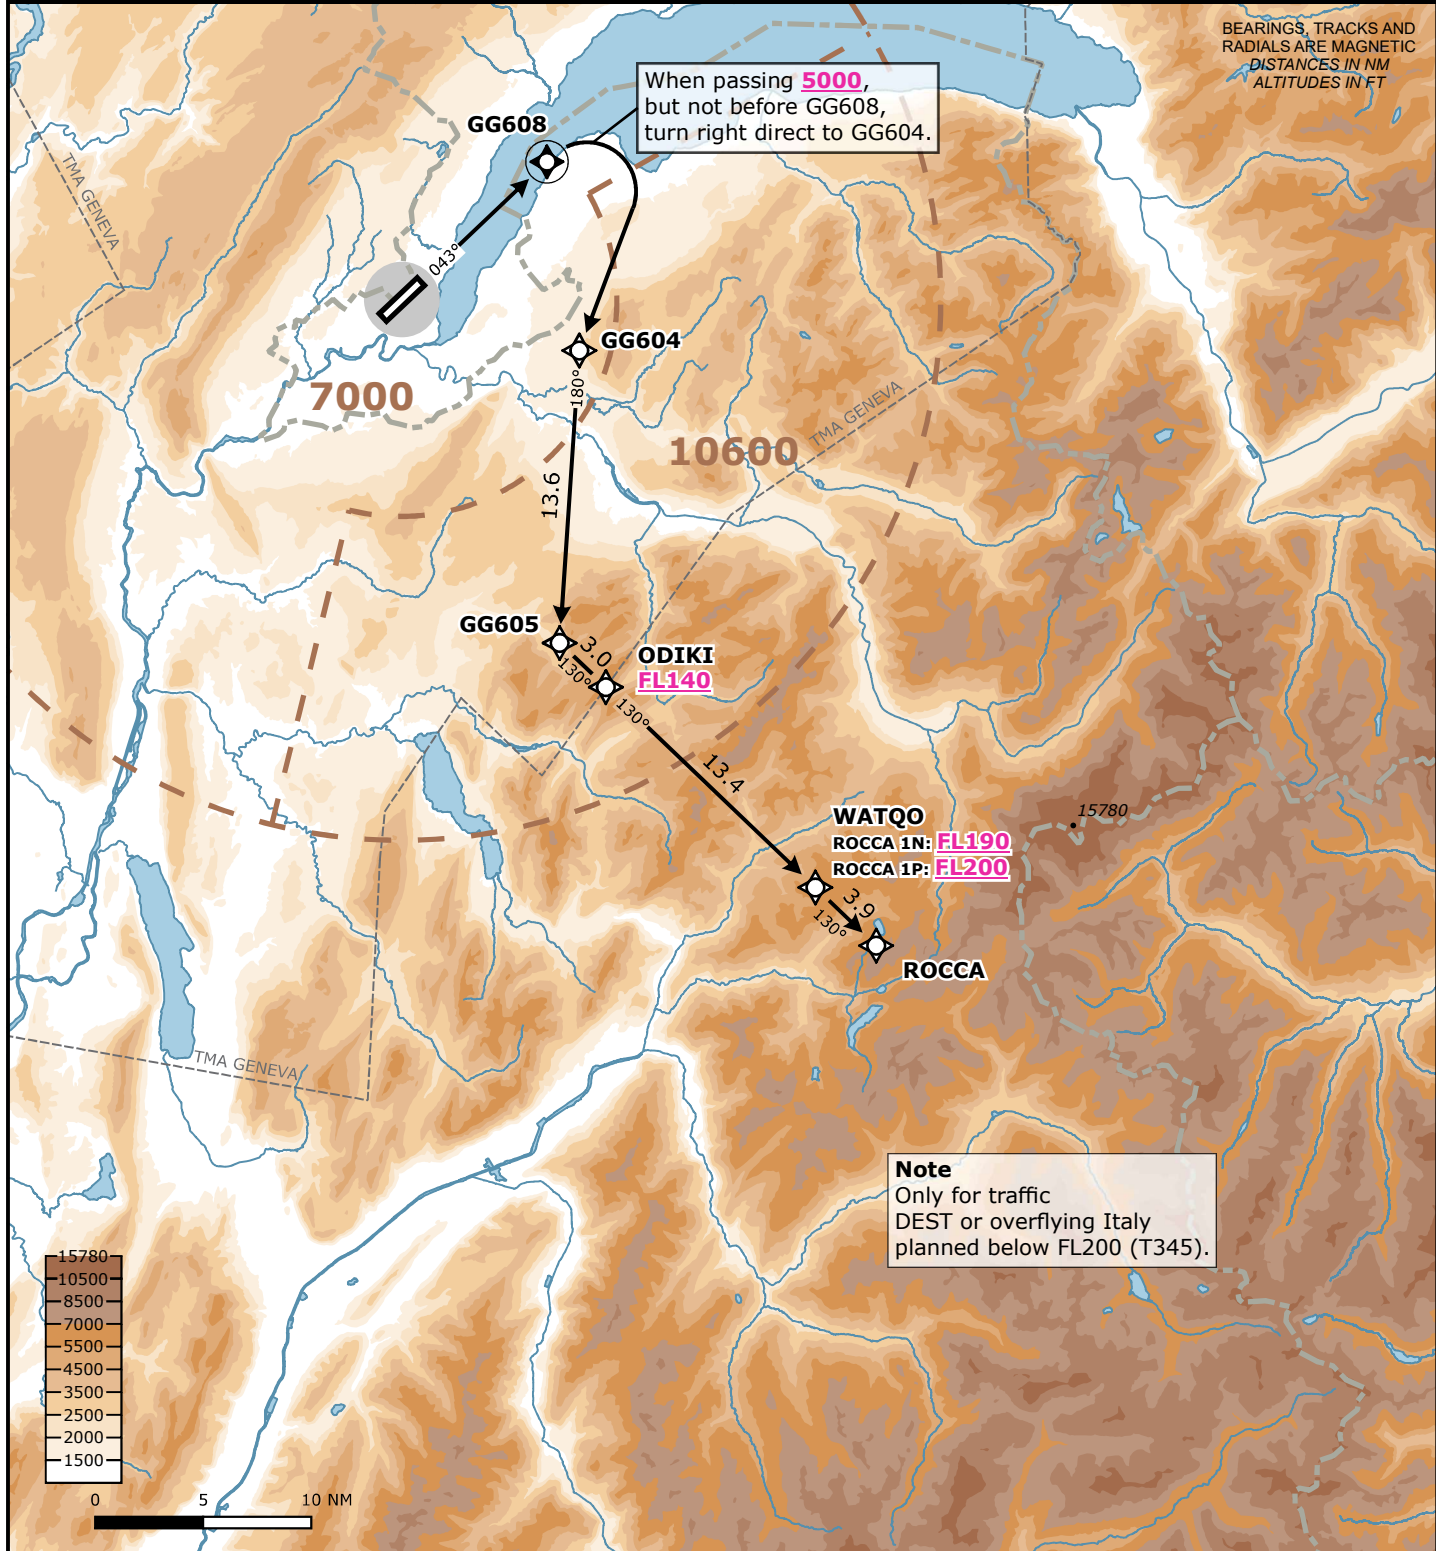 BEARINGS, TRACKS AND
RADIALS ARE MAGNETIC
DISTANCES IN NM
ALTITUDES IN FT
When passing 5000,
but not before GG608,
turn right direct to GG604.
GG608
TMA GENEVA
043°
GG604
180°
7000
TMA GENEVA
10600
13.6
GG605
3.0
130°
ODIKI
FL140
130°
13.4
15780
WATQO
ROCCA 1N: FL190
ROCCA 1P: FL200
3.9
130°
ROCCA
TMA GENEVA
Note
Only for traffic
DEST or overflying Italy
planned below FL200 (T345).
15780
10500
8500
7000
5500
4500
3500
2500
2000
1500
0 5 10 NM